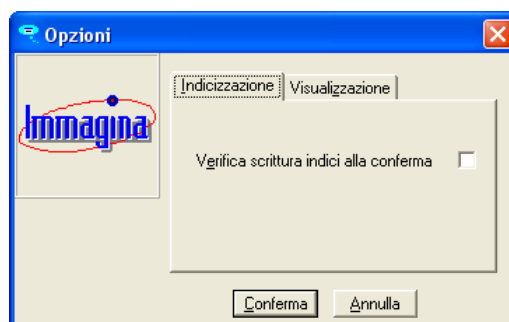 Opzioni
Immagina
Indicizzazione Visualizzazione
Verifica scrittura indici alla conferma
Conferma Annulla